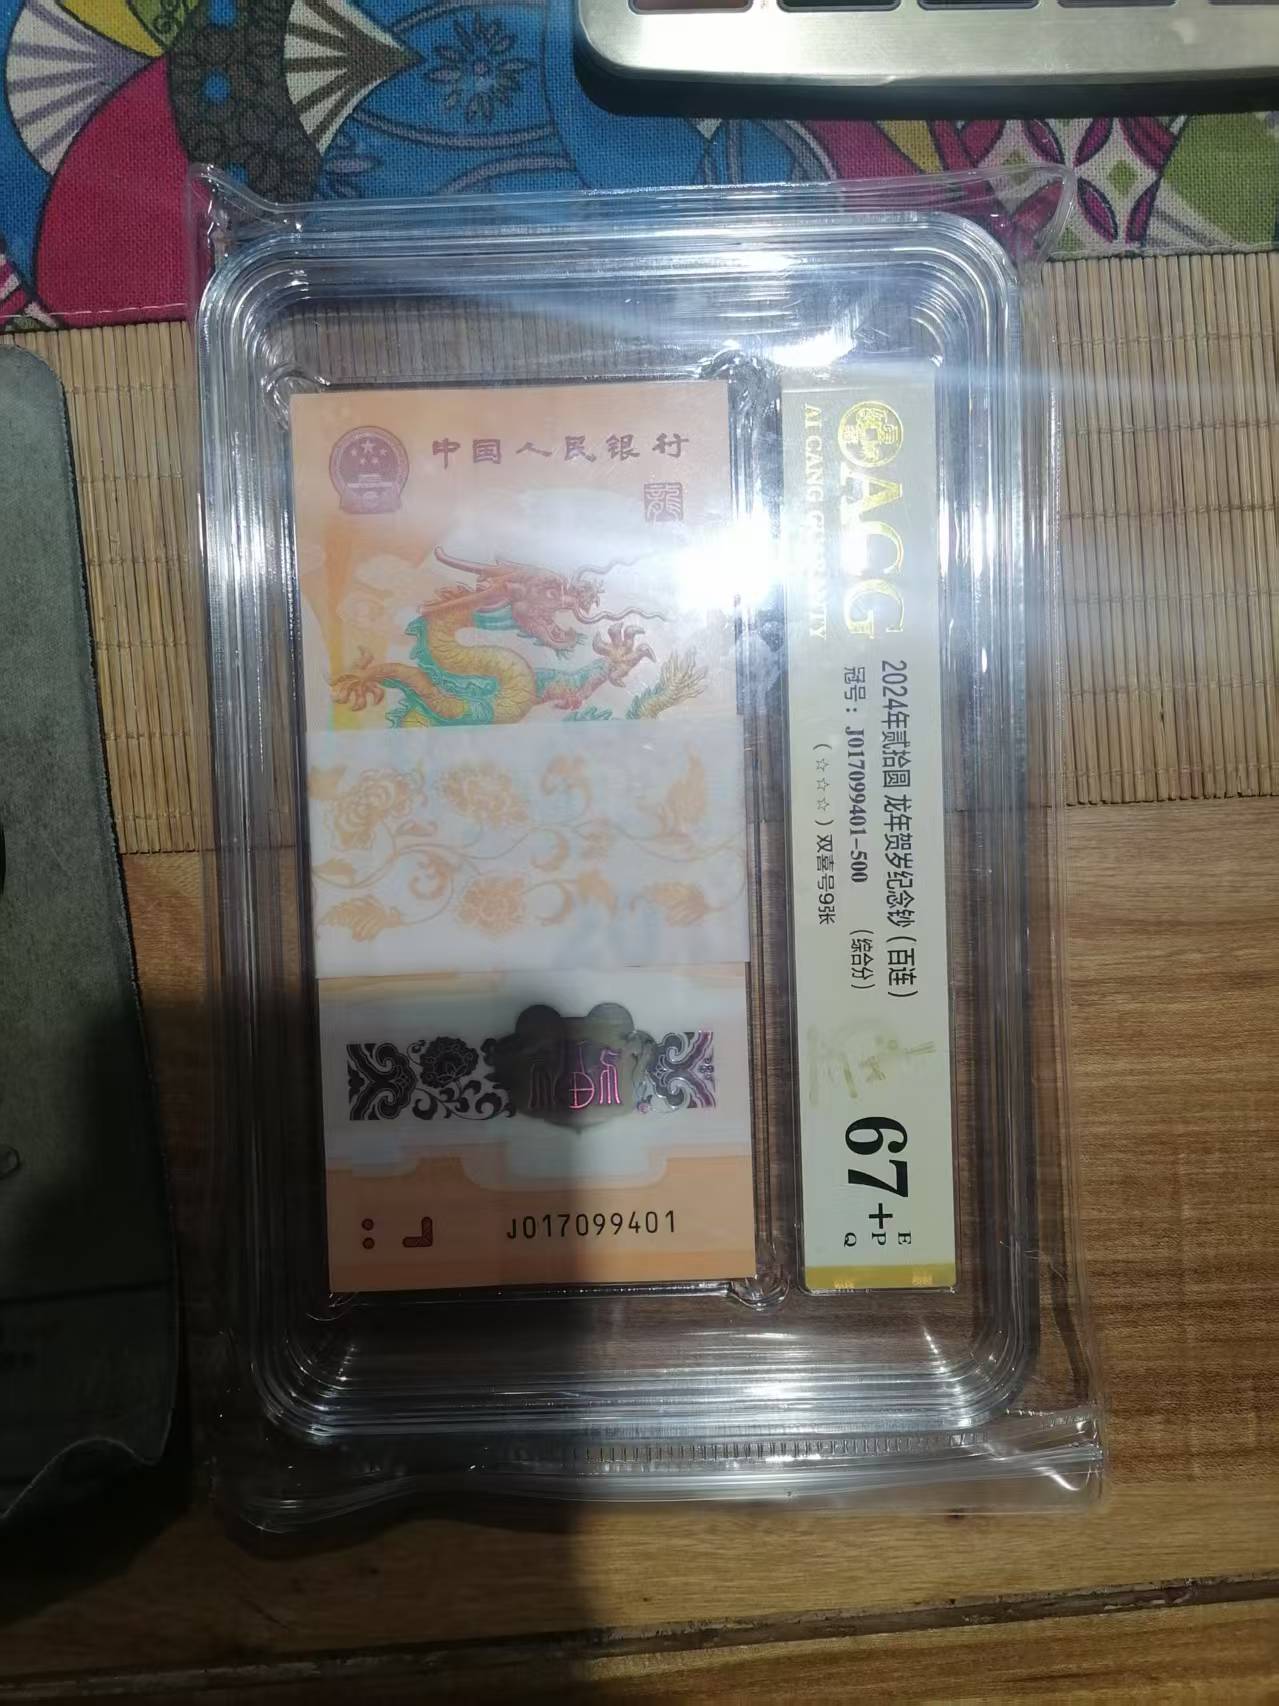 中国人民银行
龍
福
J017099401
ACG
AI CANG
2024年贰拾圆 龙年贺岁纪念钞（百连）
冠号：J017099401-500 （综合分）
（☆☆☆）双喜号9张
67+
E
P
Q